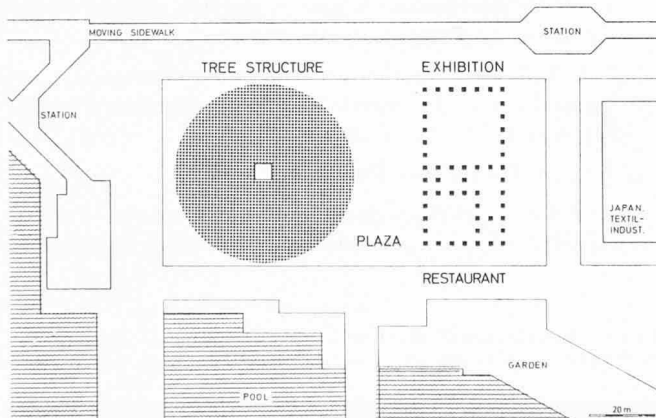 MOVING SIDEWALK
STATION
TREE STRUCTURE
EXHIBITION
STATION
JAPAN.
TEXTIL-
INDUST.
PLAZA
RESTAURANT
GARDEN
POOL
20 m